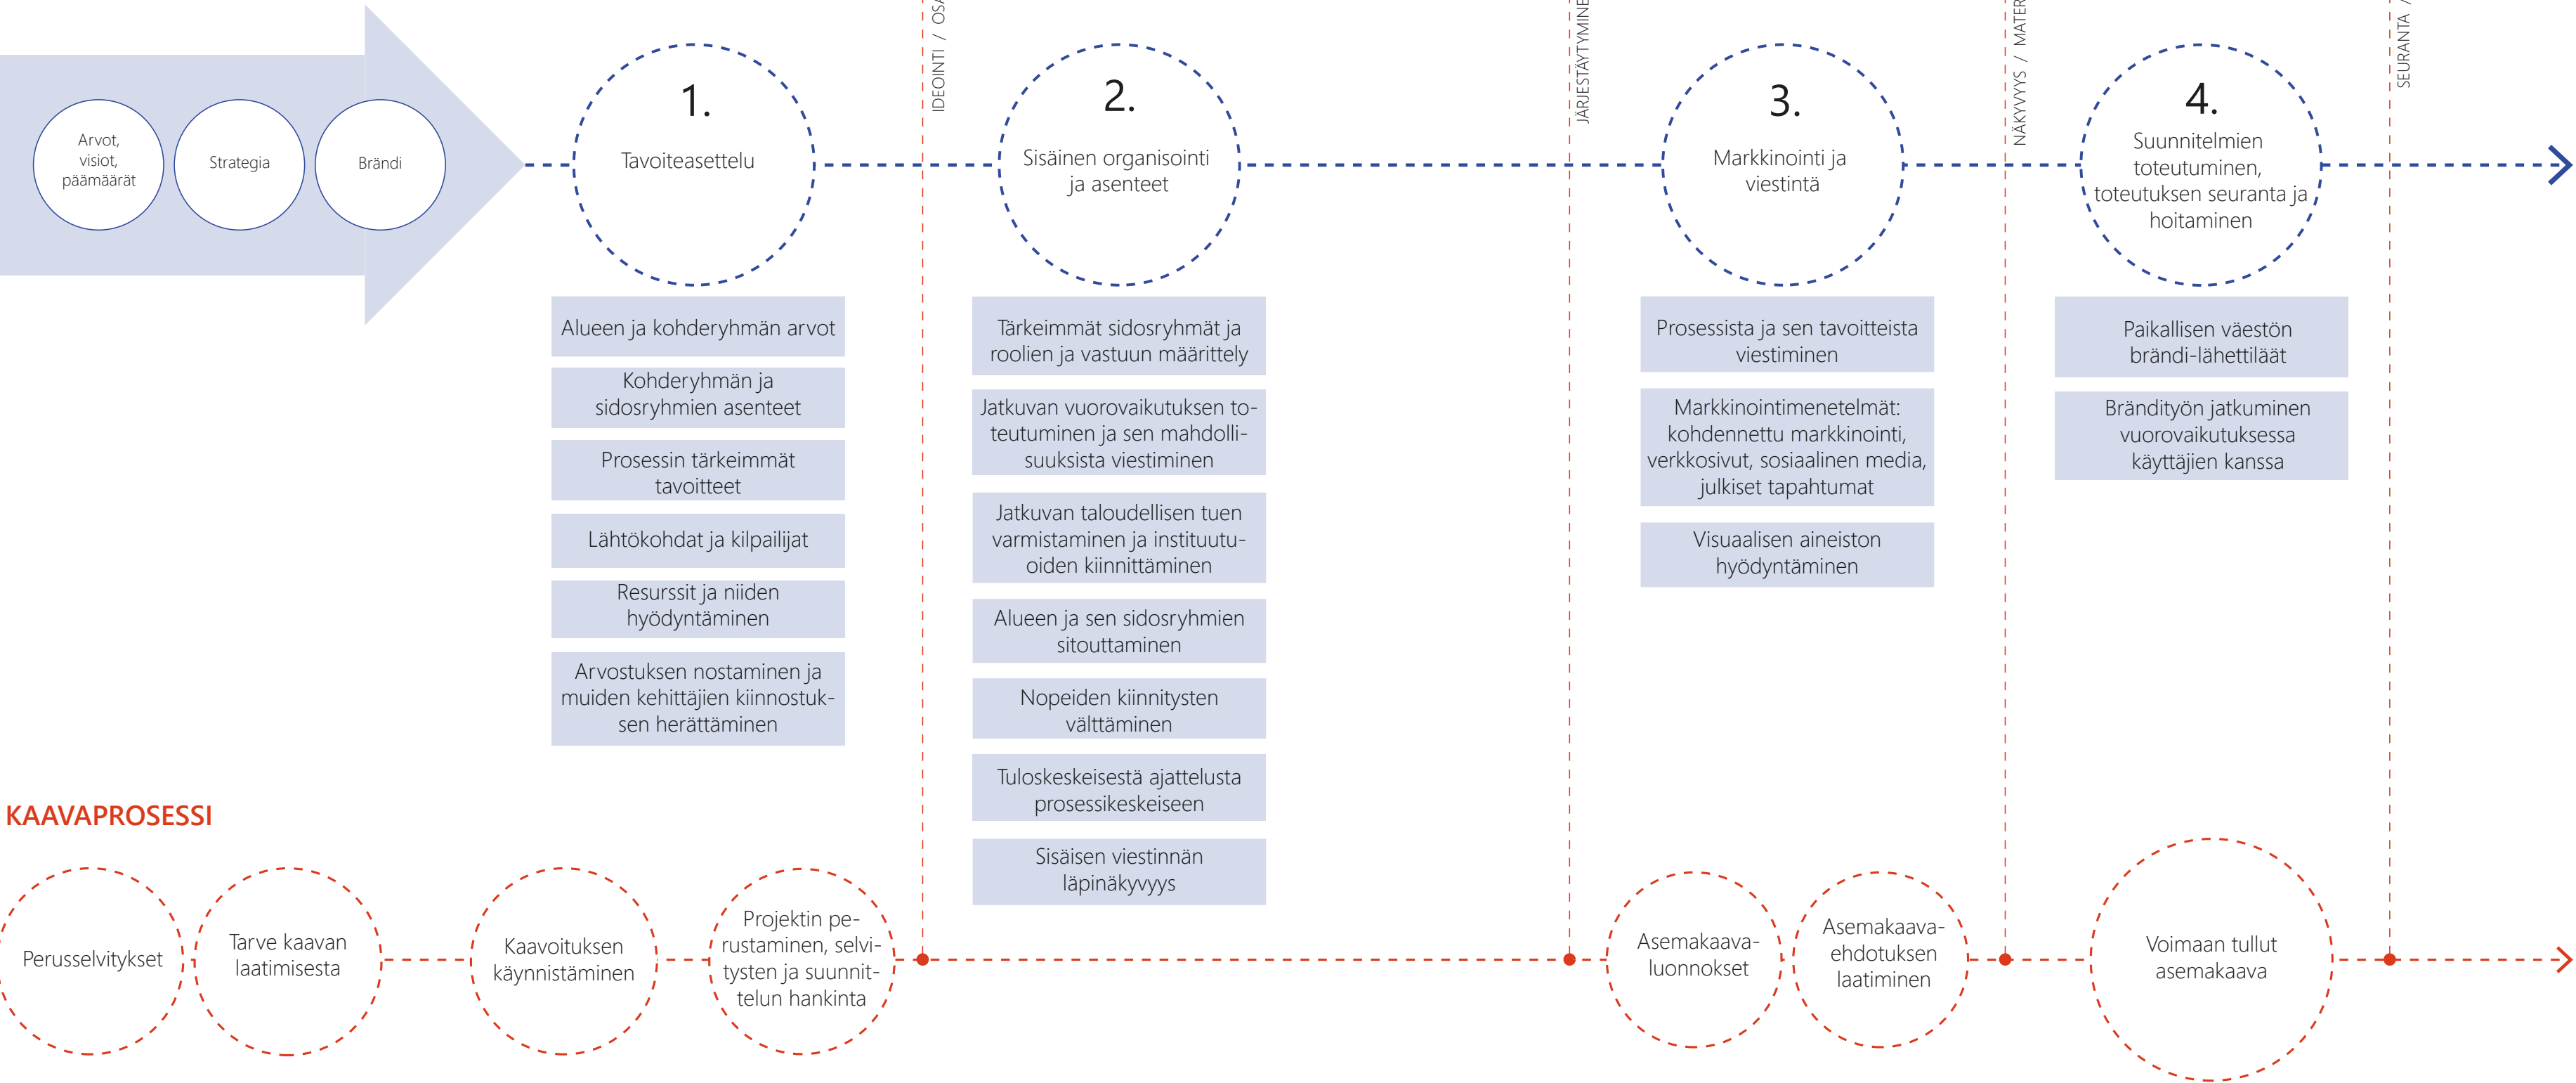 Arvot,
visiot,
päämäärät
Strategia
Brändi
1.
Tavoiteasettelu
IDEOINTI /
2.
Sisäinen organisointi
ja asenteet
3.
Markkinointi ja
viestintä
NÄKYVYYS /
4.
Suunnitelmien
toteutuminen,
toteutuksen seuranta ja
hoitaminen
SEURANTA /
Alueen ja kohderyhmän arvot
Kohderyhmän ja
sidosryhmien asenteet
Prosessin tärkeimmät
tavoitteet
Lähtökohdat ja kilpailijat
Resurssit ja niiden
hyödyntäminen
Arvostuksen nostaminen ja
muiden kehittäjien kiinnostuk-
sen herättäminen
Tärkeimmät sidosryhmät ja
roolien ja vastuun määrittely
Jatkuvan vuorovaikutuksen to-
teutuminen ja sen mahdolli-
suuksista viestiminen
Jatkuvan taloudellisen tuen
varmistaminen ja instituutu-
oiden kiinnittäminen
Alueen ja sen sidosryhmien
sitouttaminen
Nopeiden kiinnitysten
välttäminen
Tuloskeskeisestä ajattelusta
prosessikeskeiseen
Sisäisen viestinnän
läpinäkyvyys
Prosessista ja sen tavoitteista
viestiminen
Markkinointimenetelmät:
kohdennettu markkinointi,
verkkosivut, sosiaalinen media,
julkiset tapahtumat
Visuaalisen aineiston
hyödyntäminen
Paikallisen väestön
brändi-lähettiläät
Brändityön jatkuminen
vuorovaikutuksessa
käyttäjien kanssa
KAAVAPROSESSI
Perusselvitykset
Tarve kaavan
laatimisesta
Kaavoituksen
käynnistäminen
Projektin pe-
rustaminen, selvi-
tysten ja suunnit-
telun hankinta
Asemakaava-
luonnokset
Asemakaava-
ehdotuksen
laatiminen
Voimaan tullut
asemakaava